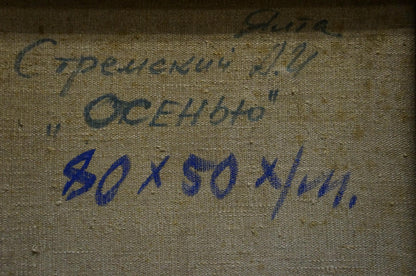 Ялта.
Стремский А.И
„ОСЕНЬЮ"
80 х 50 х/м.